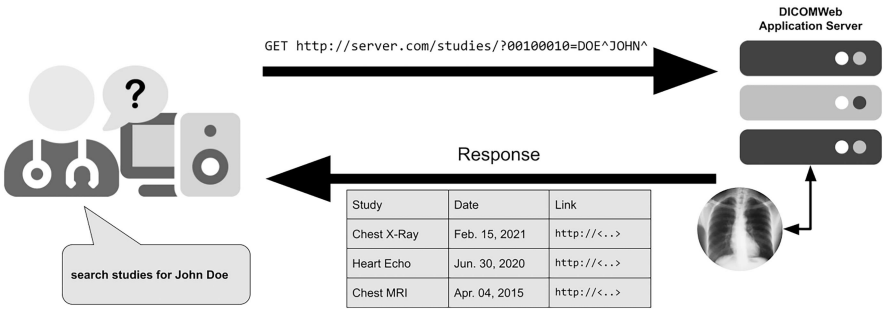 DICOMWeb
Application Server
GET http://server.com/studies/?00100010=DOE^JOHN^
?
Response
Study Date Link
Chest X-Ray Feb. 15, 2021 http://<..>
Heart Echo Jun. 30, 2020 http://<..>
Chest MRI Apr. 04, 2015 http://<..>
search studies for John Doe